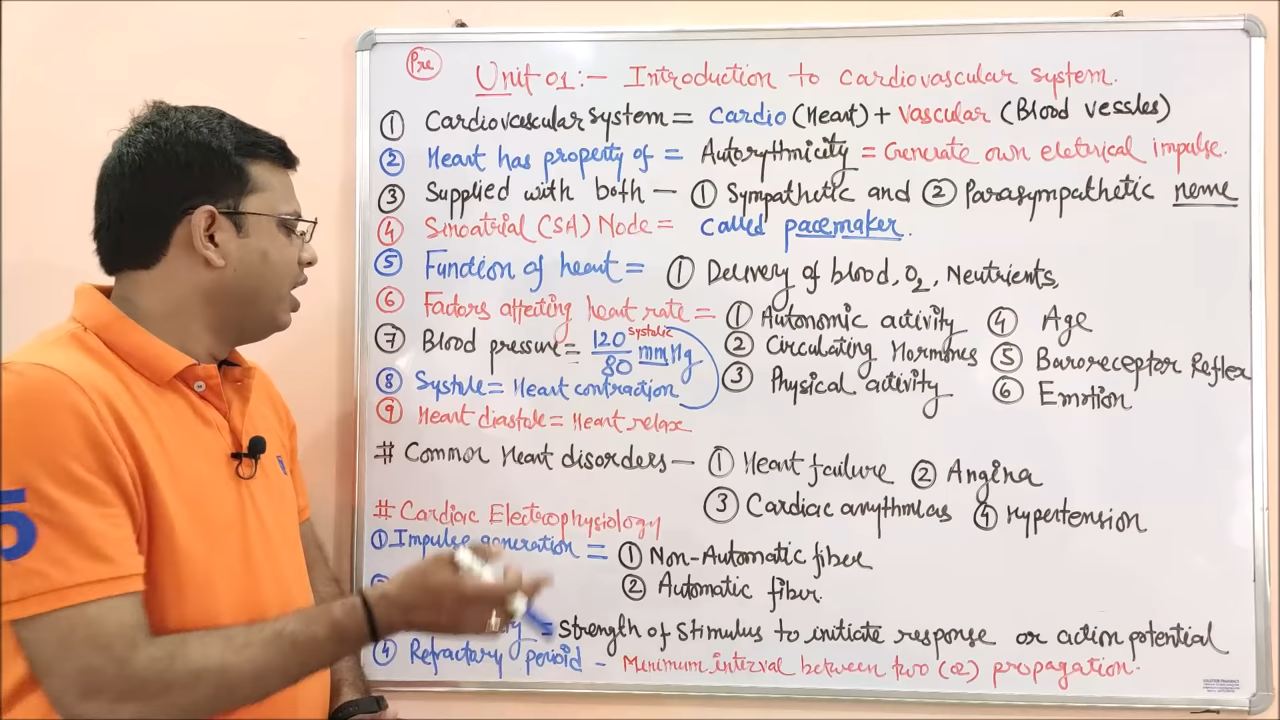 Pre
Unit 01:- Introduction to cardiovascular system.
① Cardiovascular system = Cardio (Heart) + Vascular (Blood vessles)
② Heart has property of = Autorythmicity = Generate own eletrical impulse.
③ Supplied with both — ① Sympathetic and ② Parasympathetic nerve
④ Sinoatrial (SA) Node = called pacemaker.
⑤ Function of heart = ① Delivery of blood, O2, Neutrients,
⑥ Factors affecting heart rate = ① Autonomic activity ④ Age
② Circulating Hormones ⑤ Baroreceptor Reflex
③ Physical activity ⑥ Emotion
⑦ Blood pressure = 120/80 mmHg systolic
⑧ Systole = Heart contraction
⑨ Heart diastole = Heart relax
# Common Heart disorders — ① Heart failure ② Angina
③ Cardiac arrythmias ④ Hypertension
# Cardiac Electrophysiology
① Impulse generation = ① Non-Automatic fiber
② Automatic fiber.
= Strength of Stimulus to initiate response or action potential
④ Refractory perioid - Minimum interval between two (2) propagation.
5